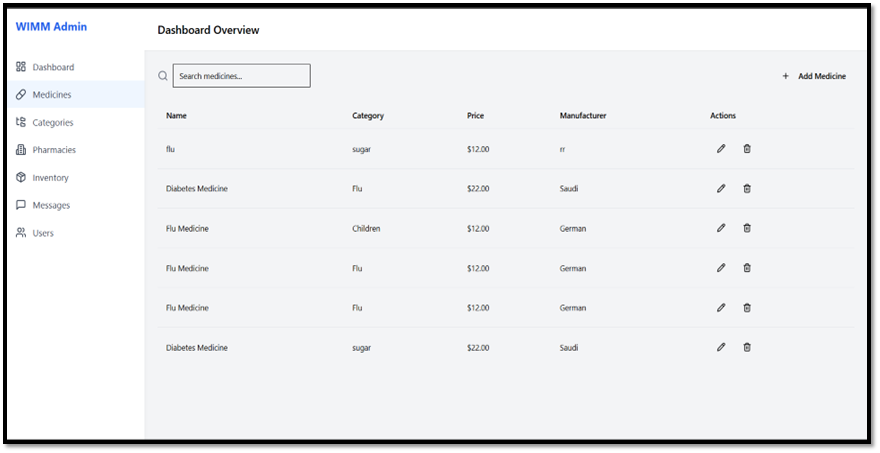 WIMM Admin
Dashboard Overview
Dashboard
Medicines
Categories
Pharmacies
Inventory
Messages
Users
Search medicines...
+ Add Medicine
Name Category Price Manufacturer Actions
flu sugar $12.00 rr
Diabetes Medicine Flu $22.00 Saudi
Flu Medicine Children $12.00 German
Flu Medicine Flu $12.00 German
Flu Medicine Flu $12.00 German
Diabetes Medicine sugar $22.00 Saudi